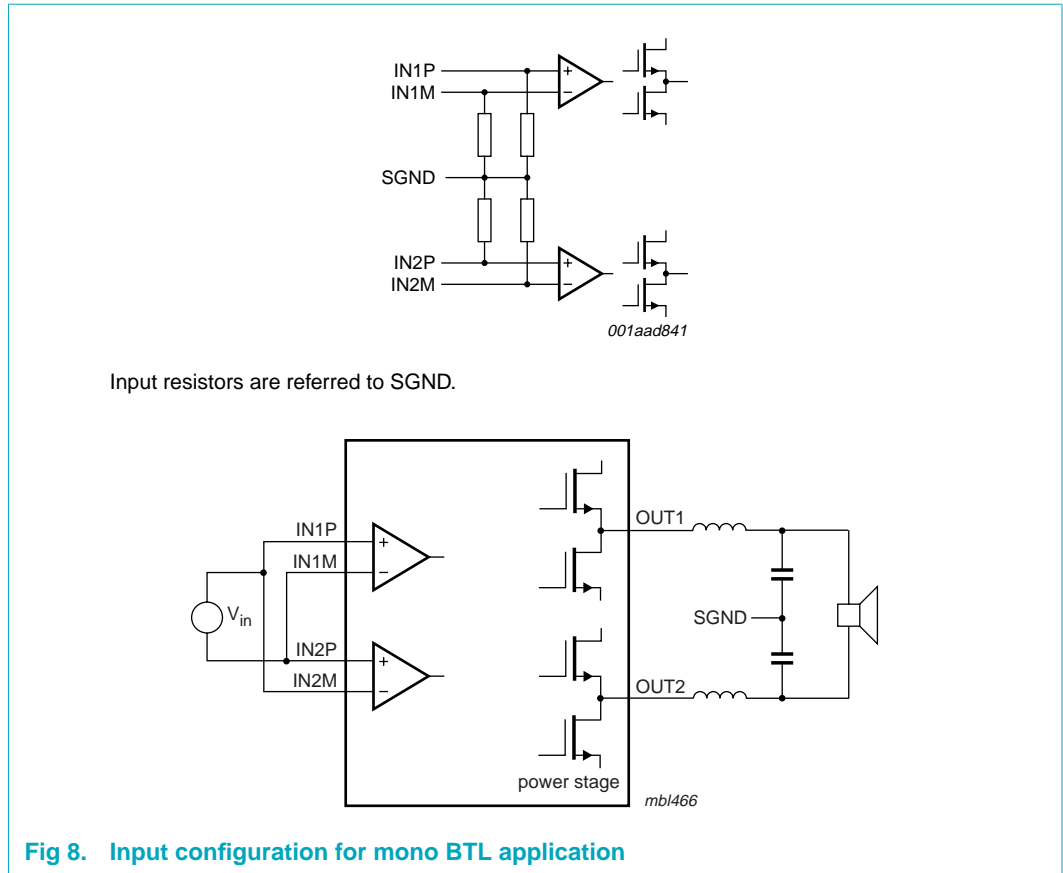 IN1P
IN1M
SGND
IN2P
IN2M
001aad841
Input resistors are referred to SGND.
IN1P
IN1M
Vin
IN2P
IN2M
OUT1
SGND
OUT2
power stage
mbl466
Fig 8. Input configuration for mono BTL application